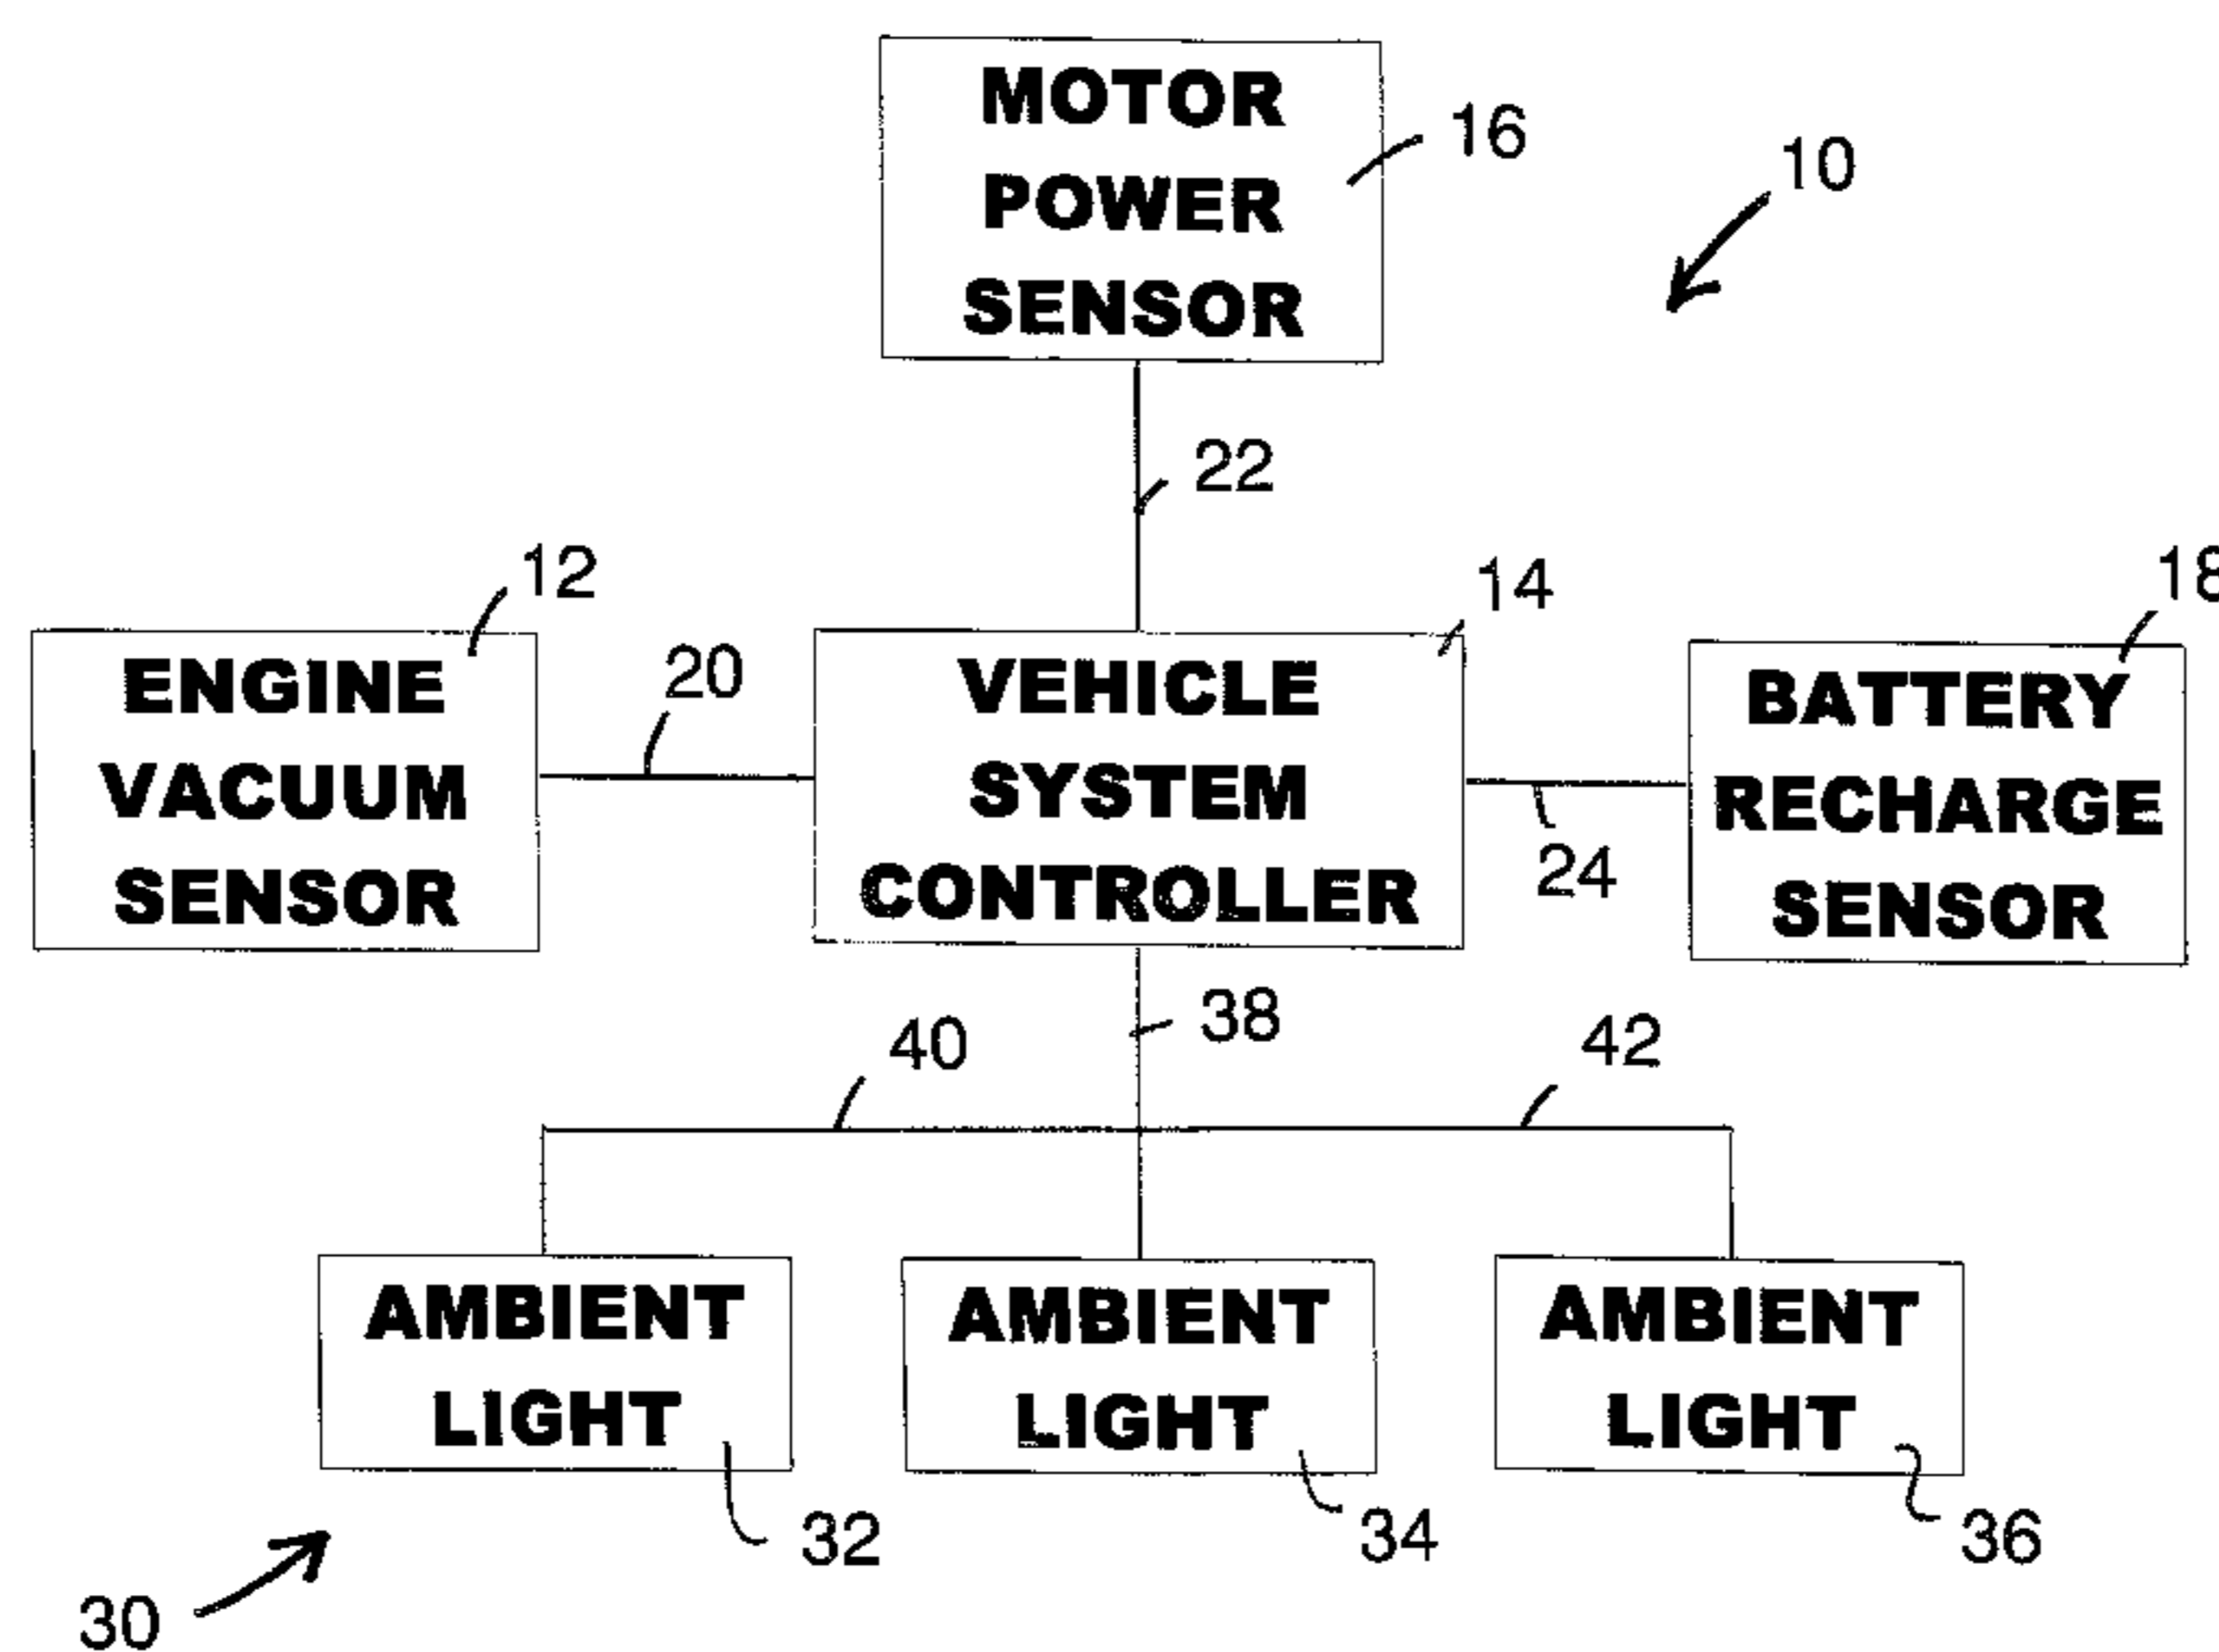 MOTOR
POWER
SENSOR
16
10
22
12
14
18
ENGINE
VACUUM
SENSOR
20
VEHICLE
SYSTEM
CONTROLLER
24
BATTERY
RECHARGE
SENSOR
38
40
42
AMBIENT
LIGHT
32
AMBIENT
LIGHT
34
AMBIENT
LIGHT
36
30